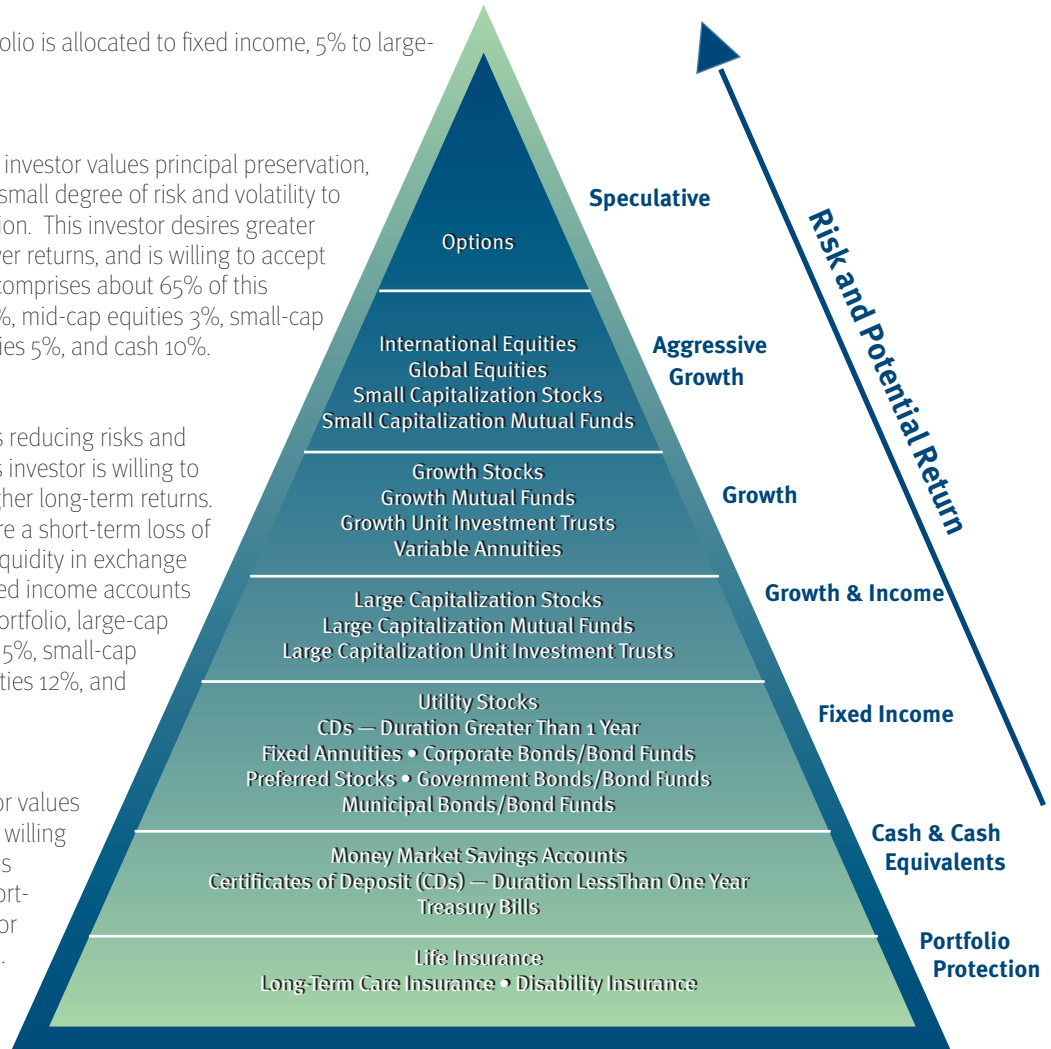 olio is allocated to fixed income, 5% to large-
investor values principal preservation,
small degree of risk and volatility to
ion. This investor desires greater
er returns, and is willing to accept
comprises about 65% of this
%, mid-cap equities 3%, small-cap
ies 5%, and cash 10%.
s reducing risks and
s investor is willing to
gher long-term returns.
re a short-term loss of
quidity in exchange
ed income accounts
ortfolio, large-cap
5%, small-cap
ties 12%, and
or values
willing
s
ort-
or
.
Speculative
Options
Aggressive
Growth
International Equities
Global Equities
Small Capitalization Stocks
Small Capitalization Mutual Funds
Growth
Growth Stocks
Growth Mutual Funds
Growth Unit Investment Trusts
Variable Annuities
Growth & Income
Large Capitalization Stocks
Large Capitalization Mutual Funds
Large Capitalization Unit Investment Trusts
Fixed Income
Utility Stocks
CDs — Duration Greater Than 1 Year
Fixed Annuities • Corporate Bonds/Bond Funds
Preferred Stocks • Government Bonds/Bond Funds
Municipal Bonds/Bond Funds
Cash & Cash
Equivalents
Money Market Savings Accounts
Certificates of Deposit (CDs) — Duration LessThan One Year
Treasury Bills
Portfolio
Protection
Life Insurance
Long-Term Care Insurance • Disability Insurance
Risk and Potential Return